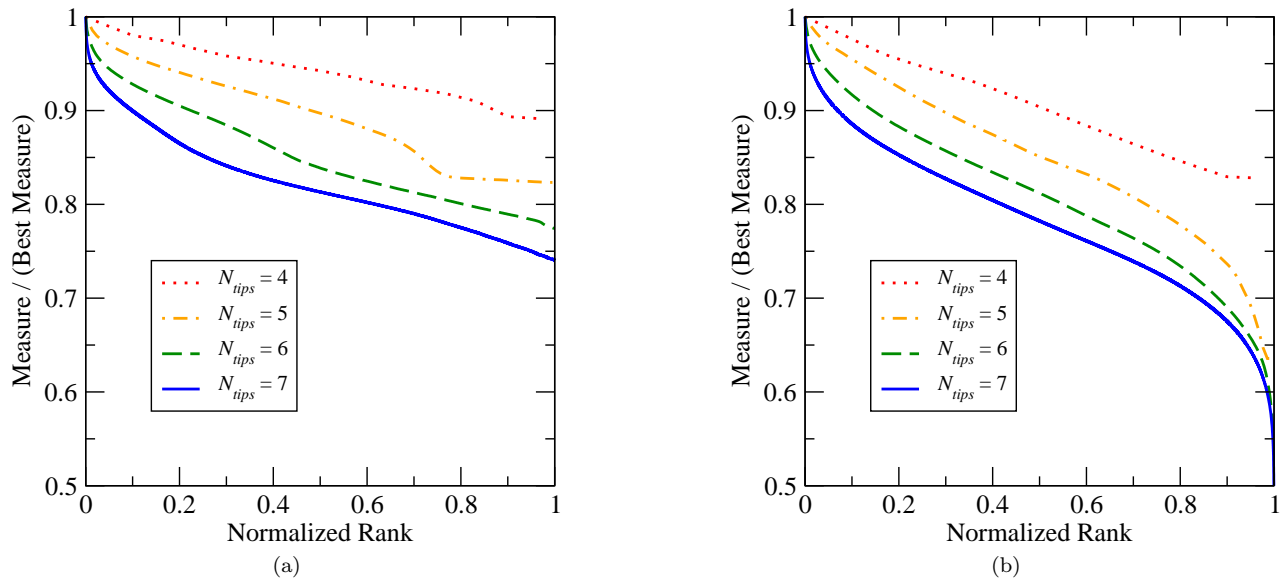 Measure / (Best Measure)
1
0.9
0.8
0.7
0.6
0.5
N_tips = 4
N_tips = 5
N_tips = 6
N_tips = 7
0 0.2 0.4 0.6 0.8 1
Normalized Rank
(a)
Measure / (Best Measure)
1
0.9
0.8
0.7
0.6
0.5
N_tips = 4
N_tips = 5
N_tips = 6
N_tips = 7
0 0.2 0.4 0.6 0.8 1
Normalized Rank
(b)